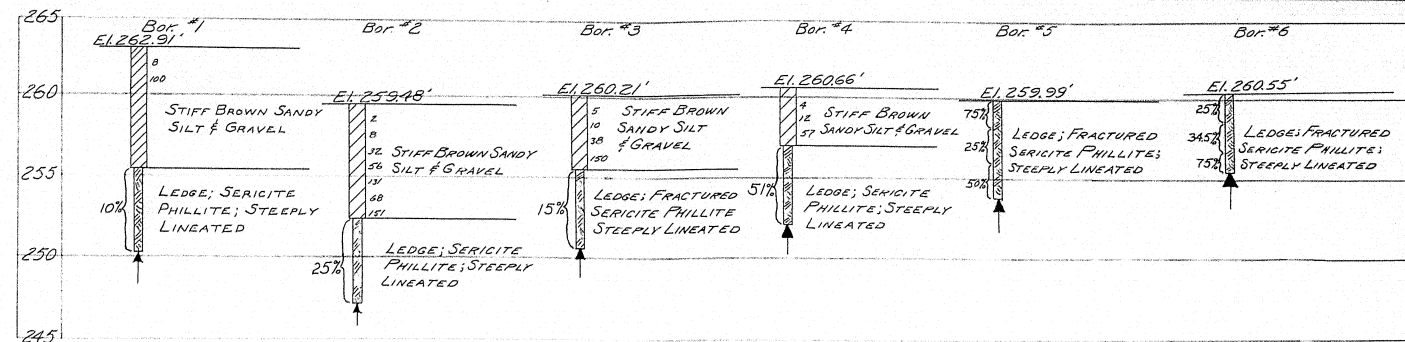 265
260
255
250
245
Bor. #1
El. 262.91'
8
100
STIFF BROWN SANDY
SILT & GRAVEL
10%
LEDGE; SERICITE
PHILLITE; STEEPLY
LINEATED
Bor. #2
El. 259.48'
2
8
32
56
131
68
151
STIFF BROWN SANDY
SILT & GRAVEL
25%
LEDGE; SERICITE
PHILLITE; STEEPLY
LINEATED
Bor. #3
El. 260.21'
5
10
38
150
STIFF BROWN
SANDY SILT
& GRAVEL
15%
LEDGE; FRACTURED
SERICITE PHILLITE
STEEPLY LINEATED
Bor. #4
El. 260.66'
4
12
57
STIFF BROWN
SANDY SILT & GRAVEL
51%
LEDGE; SERICITE
PHILLITE; STEEPLY
LINEATED
Bor. #5
El. 259.99'
75%
25%
50%
LEDGE; FRACTURED
SERICITE PHILLITE;
STEEPLY LINEATED
Bor. #6
El. 260.55'
25%
34.5%
75%
LEDGE; FRACTURED
SERICITE PHILLITE;
STEEPLY LINEATED